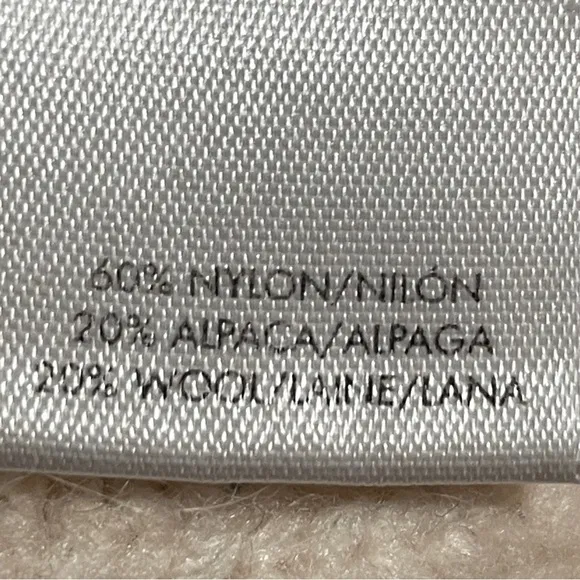 60% NYLON/NILÓN
20% ALPACA/ALPAGA
20% WOOL/LAINE/LANA